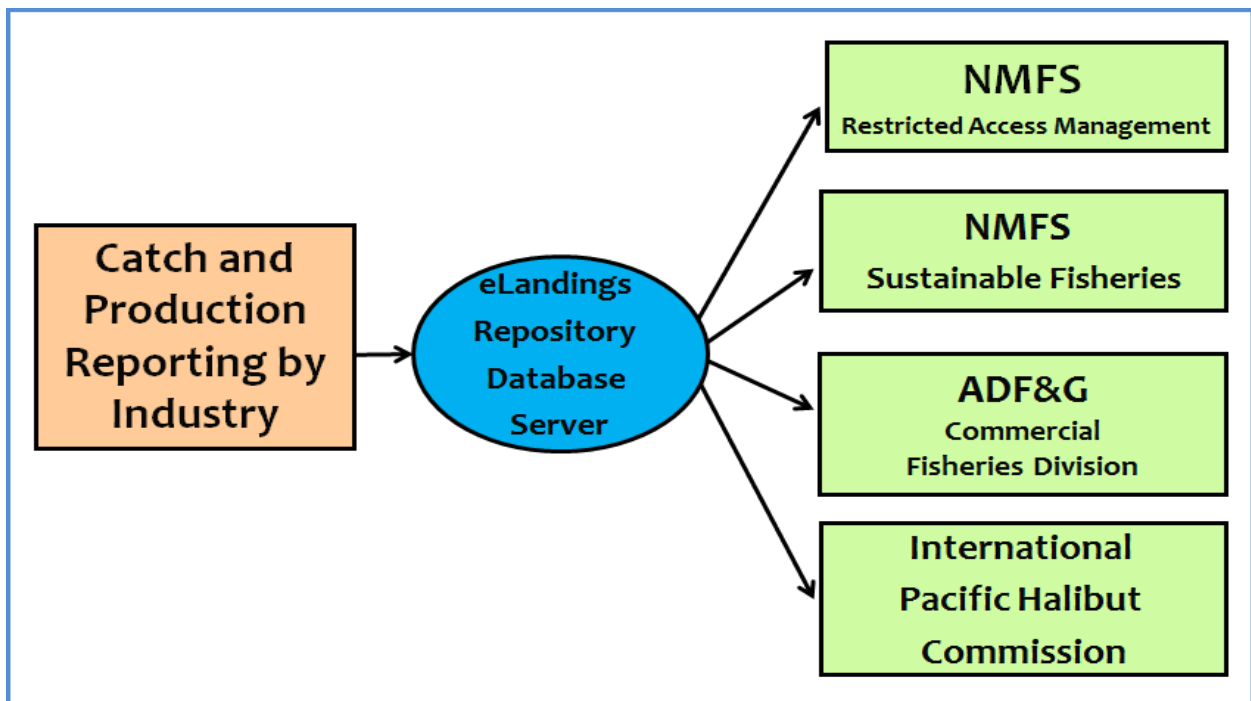 Catch and
Production
Reporting by
Industry
eLandings
Repository
Database
Server
NMFS
Restricted Access Management
NMFS
Sustainable Fisheries
ADF&G
Commercial
Fisheries Division
International
Pacific Halibut
Commission